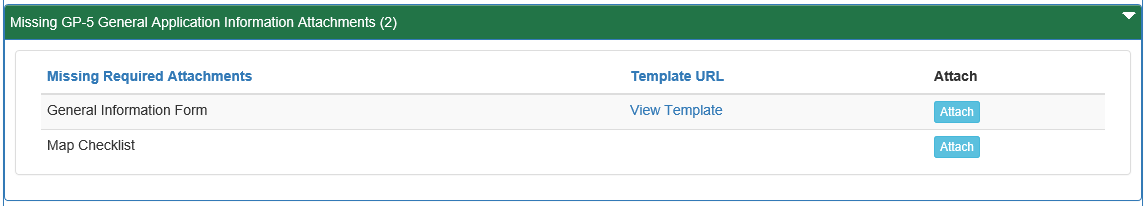 Missing GP-5 General Application Information Attachments (2)
Missing Required Attachments Template URL Attach
General Information Form View Template Attach
Map Checklist Attach